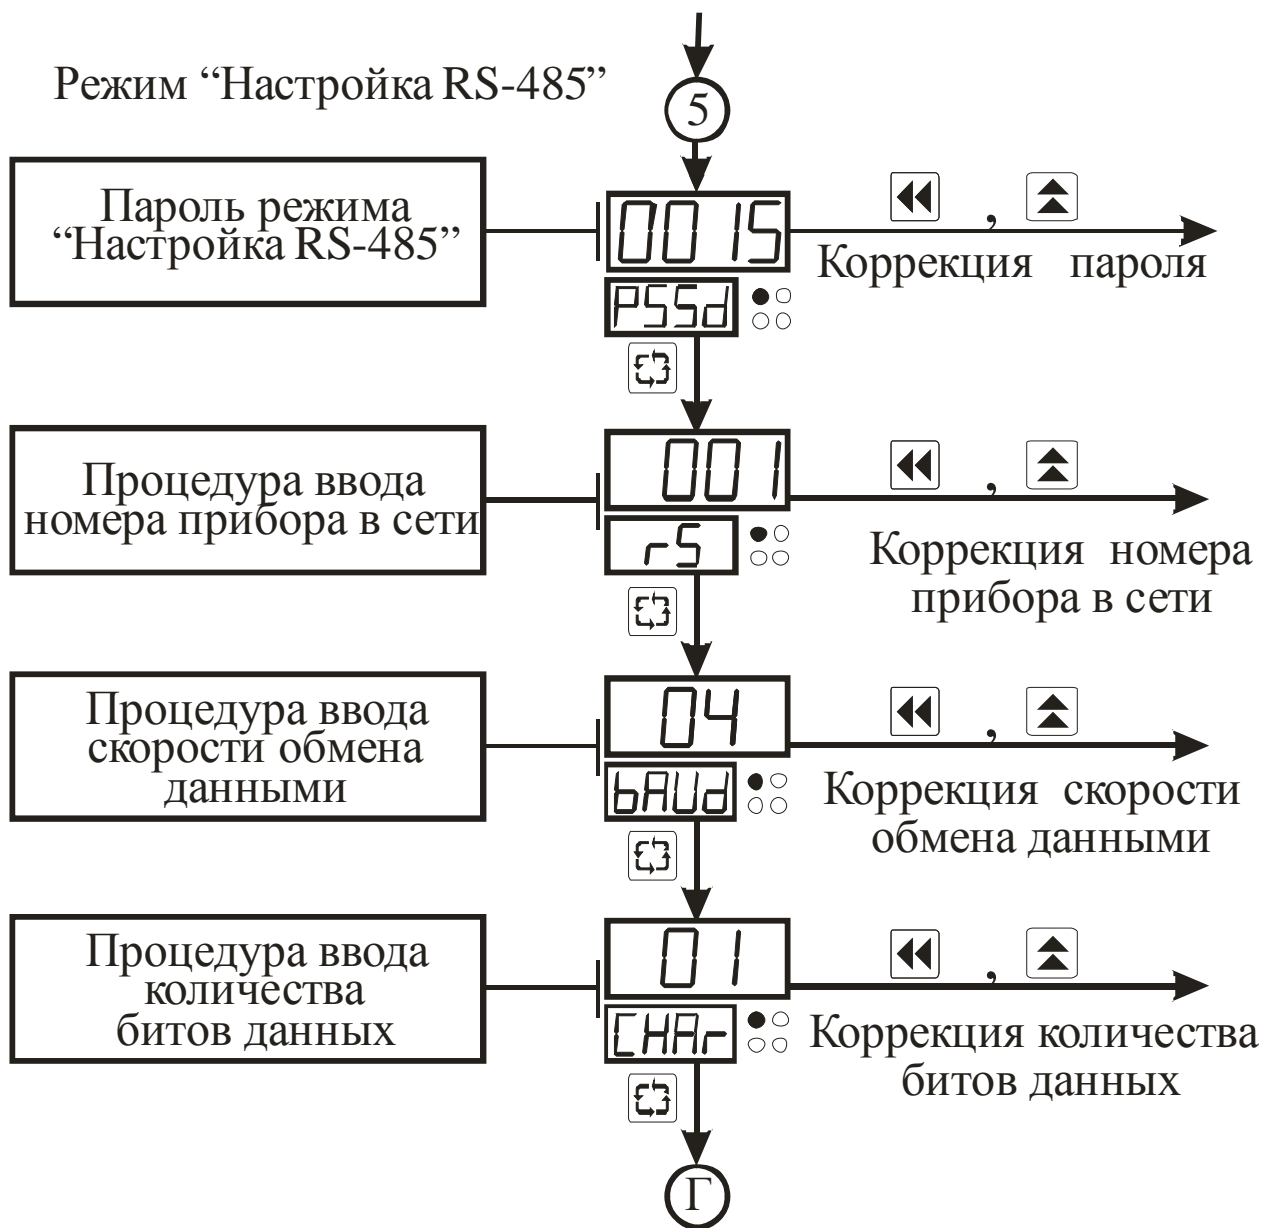 Режим “Настройка RS-485”
5
Пароль режима
“Настройка RS-485”
0015
PSSd
,
Коррекция пароля
Процедура ввода
номера прибора в сети
001
rS
,
Коррекция номера
прибора в сети
Процедура ввода
скорости обмена
данными
04
bAUd
,
Коррекция скорости
обмена данными
Процедура ввода
количества
битов данных
01
CHAr
,
Коррекция количества
битов данных
Г